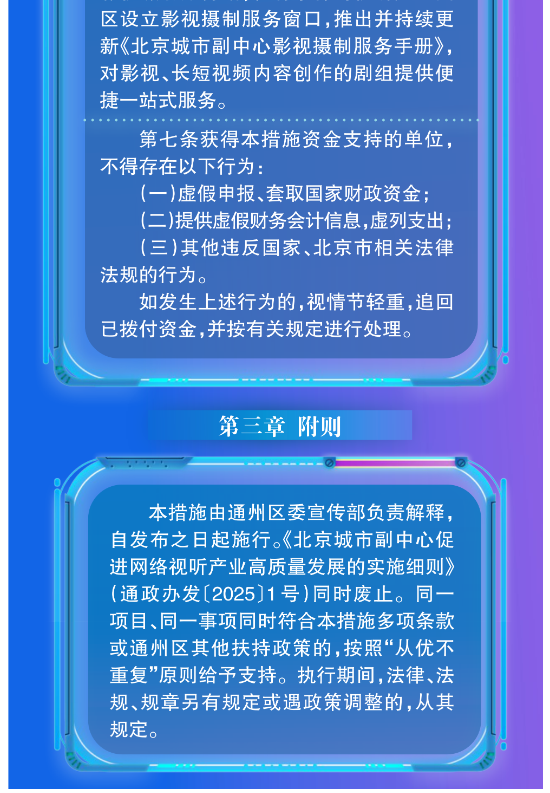 区设立影视摄制服务窗口，推出并持续更
新《北京城市副中心影视摄制服务手册》，
对影视、长短视频内容创作的剧组提供便
捷一站式服务。
第七条获得本措施资金支持的单位，
不得存在以下行为：
（一）虚假申报、套取国家财政资金；
（二）提供虚假财务会计信息，虚列支出；
（三）其他违反国家、北京市相关法律
法规的行为。
如发生上述行为的，视情节轻重，追回
已拨付资金，并按有关规定进行处理。
第三章 附则
本措施由通州区委宣传部负责解释，
自发布之日起施行。《北京城市副中心促
进网络视听产业高质量发展的实施细则》
（通政办发〔2025〕1号）同时废止。同一
项目、同一事项同时符合本措施多项条款
或通州区其他扶持政策的，按照“从优不
重复”原则给予支持。执行期间，法律、法
规、规章另有规定或遇政策调整的，从其
规定。